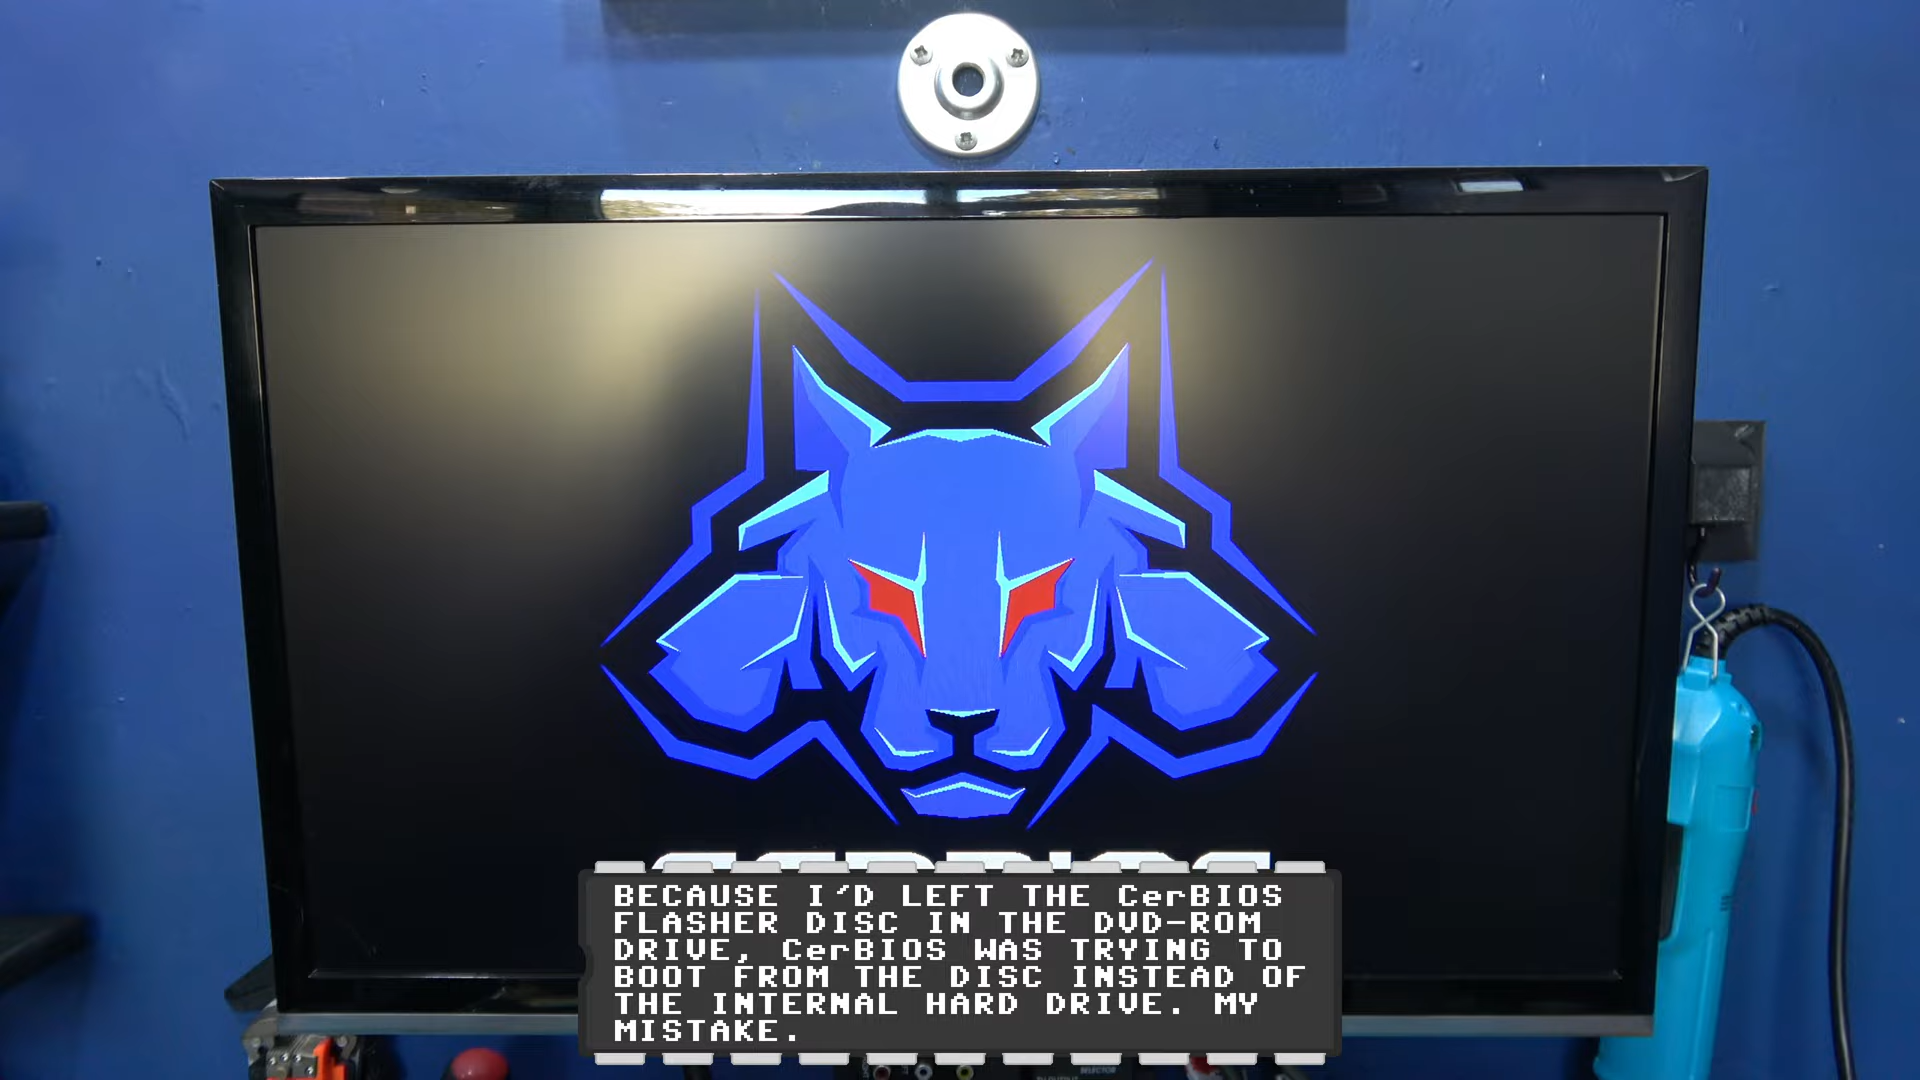 BECAUSE I'D LEFT THE CerBIOS
FLASHER DISC IN THE DVD-ROM
DRIVE, CerBIOS WAS TRYING TO
BOOT FROM THE DISC INSTEAD OF
THE INTERNAL HARD DRIVE. MY
MISTAKE.
SELECTOR